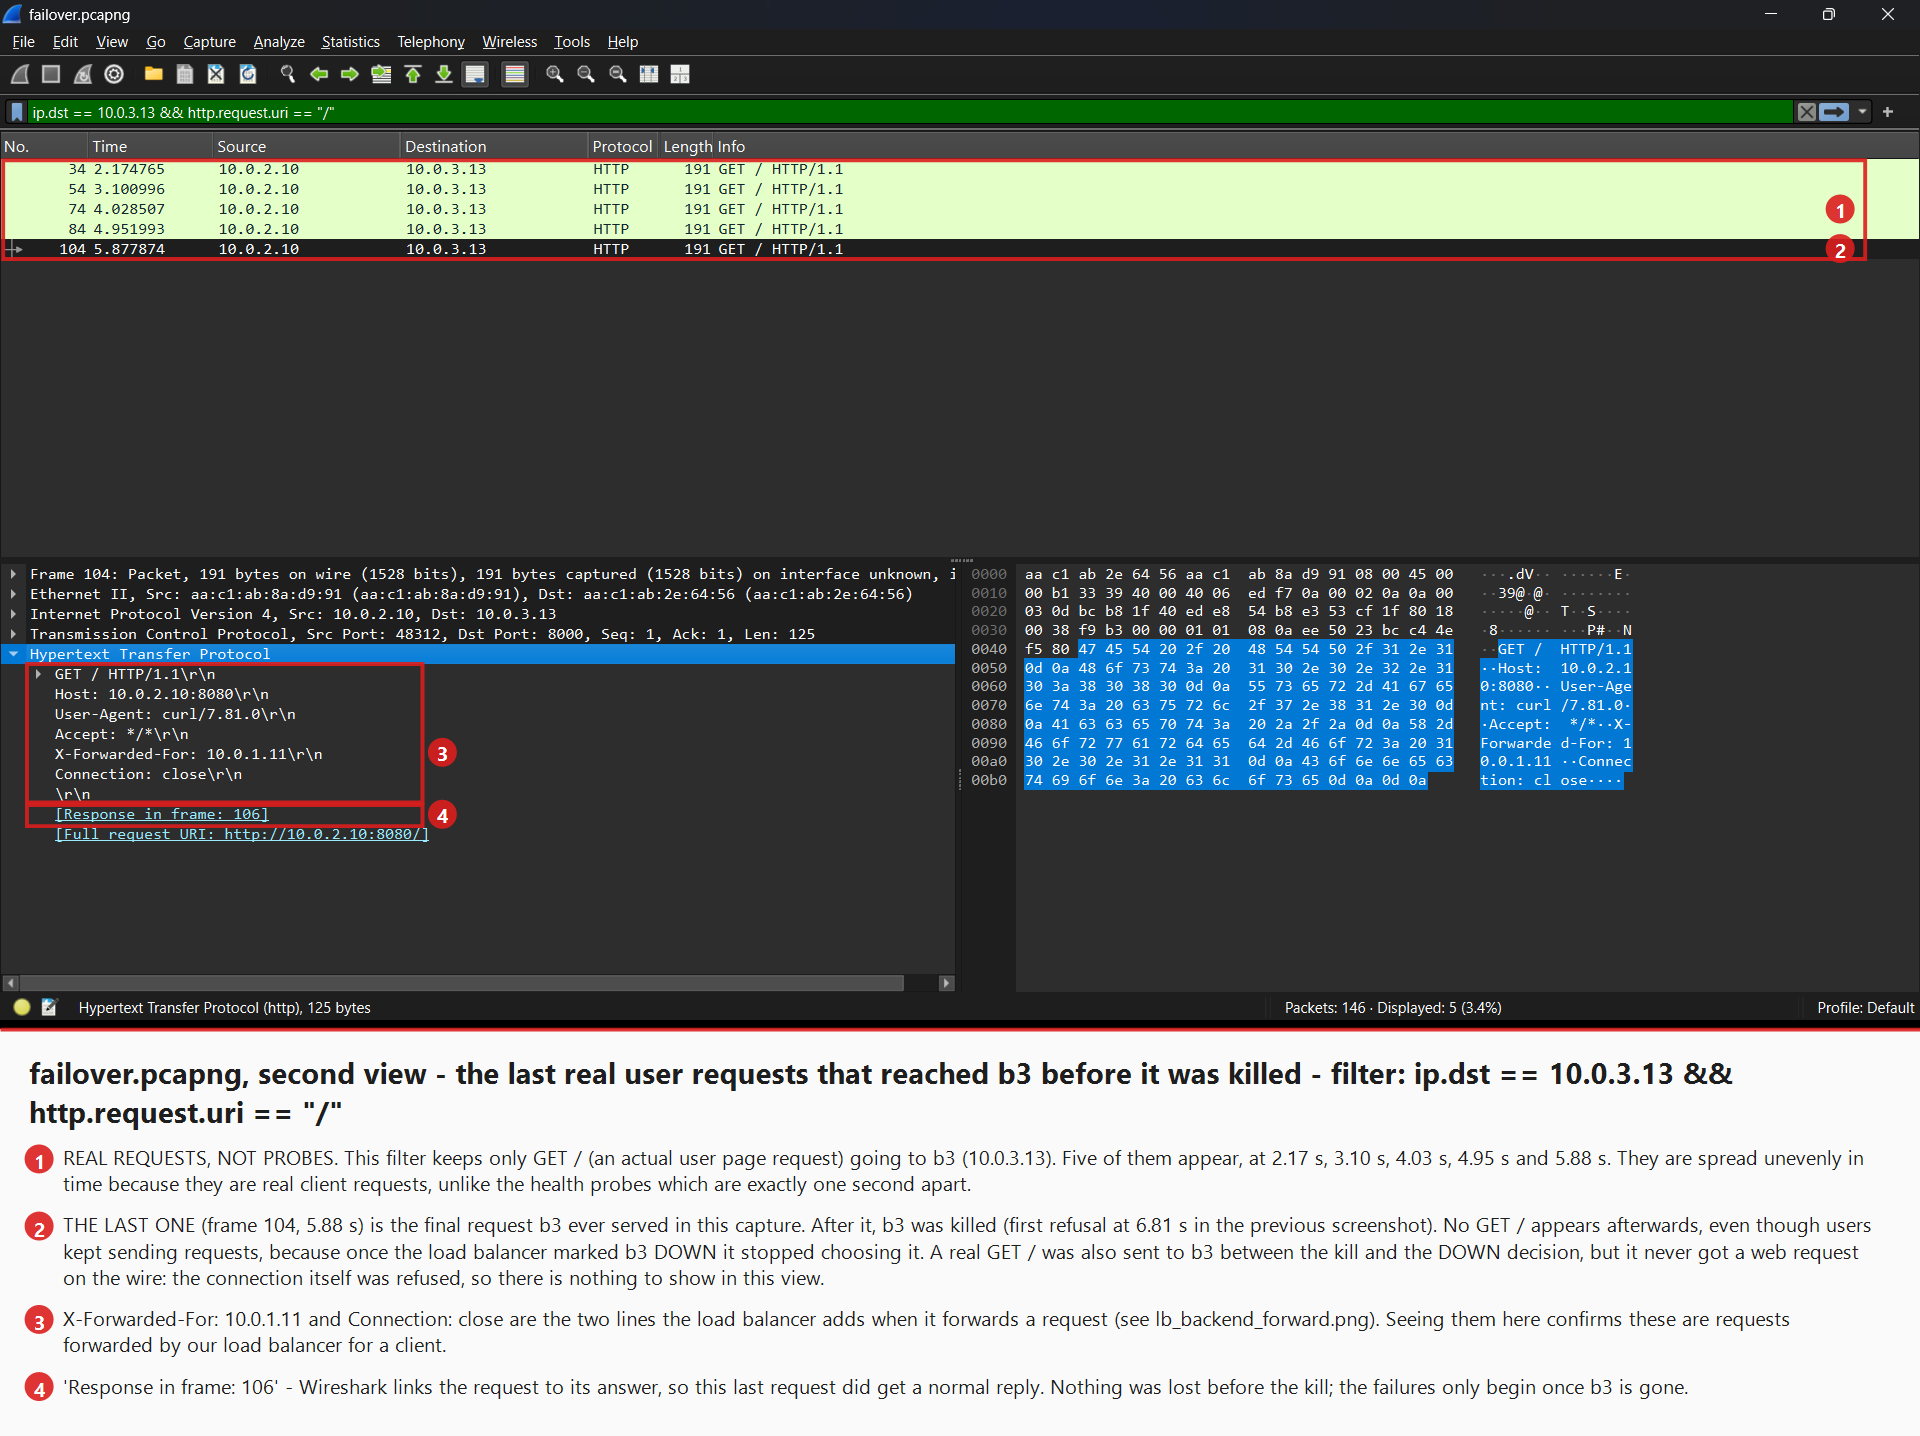 failover.pcapng
File Edit View Go Capture Analyze Statistics Telephony Wireless Tools Help
ip.dst == 10.0.3.13 && http.request.uri == "/"
No. Time Source Destination Protocol Length Info
34 2.174765 10.0.2.10 10.0.3.13 HTTP 191 GET / HTTP/1.1
54 3.100996 10.0.2.10 10.0.3.13 HTTP 191 GET / HTTP/1.1
74 4.028507 10.0.2.10 10.0.3.13 HTTP 191 GET / HTTP/1.1
1
84 4.951993 10.0.2.10 10.0.3.13 HTTP 191 GET / HTTP/1.1
104 5.877874 10.0.2.10 10.0.3.13 HTTP 191 GET / HTTP/1.1
2
Frame 104: Packet, 191 bytes on wire (1528 bits), 191 bytes captured (1528 bits) on interface unknown, i
Ethernet II, Src: aa:c1:ab:8a:d9:91 (aa:c1:ab:8a:d9:91), Dst: aa:c1:ab:2e:64:56 (aa:c1:ab:2e:64:56)
Internet Protocol Version 4, Src: 10.0.2.10, Dst: 10.0.3.13
Transmission Control Protocol, Src Port: 48312, Dst Port: 8000, Seq: 1, Ack: 1, Len: 125
Hypertext Transfer Protocol
GET / HTTP/1.1\r\n
Host: 10.0.2.10:8080\r\n
User-Agent: curl/7.81.0\r\n
Accept: */*\r\n
X-Forwarded-For: 10.0.1.11\r\n
3
Connection: close\r\n
\r\n
[Response in frame: 106]
4
[Full request URI: http://10.0.2.10:8080/]
0000 aa c1 ab 2e 64 56 aa c1 ab 8a d9 91 08 00 45 00 ···.dV·· ······E·
0010 00 b1 33 39 40 00 40 06 ed f7 0a 00 02 0a 0a 00 ··39@·@· ········
0020 03 0d bc b8 1f 40 ed e8 54 b8 e3 53 cf 1f 80 18 ·····@·· T··S····
0030 00 38 f9 b3 00 00 01 01 08 0a ee 50 23 bc c4 4e ·8······ ···P#··N
0040 f5 80 47 45 54 20 2f 20 48 54 54 50 2f 31 2e 31 ··GET / HTTP/1.1
0050 0d 0a 48 6f 73 74 3a 20 31 30 2e 30 2e 32 2e 31 ··Host: 10.0.2.1
0060 30 3a 38 30 38 30 0d 0a 55 73 65 72 2d 41 67 65 0:8080·· User-Age
0070 6e 74 3a 20 63 75 72 6c 2f 37 2e 38 31 2e 30 0d nt: curl /7.81.0·
0080 0a 41 63 63 65 70 74 3a 20 2a 2f 2a 0d 0a 58 2d ·Accept: */*··X-
0090 46 6f 72 77 61 72 64 65 64 2d 46 6f 72 3a 20 31 Forwarde d-For: 1
00a0 30 2e 30 2e 31 2e 31 31 0d 0a 43 6f 6e 6e 65 63 0.0.1.11 ··Connec
00b0 74 69 6f 6e 3a 20 63 6c 6f 73 65 0d 0a 0d 0a tion: cl ose····
Hypertext Transfer Protocol (http), 125 bytes
Packets: 146 · Displayed: 5 (3.4%)
Profile: Default
failover.pcapng, second view - the last real user requests that reached b3 before it was killed - filter: ip.dst == 10.0.3.13 &&
http.request.uri == "/"
1 REAL REQUESTS, NOT PROBES. This filter keeps only GET / (an actual user page request) going to b3 (10.0.3.13). Five of them appear, at 2.17 s, 3.10 s, 4.03 s, 4.95 s and 5.88 s. They are spread unevenly in
time because they are real client requests, unlike the health probes which are exactly one second apart.
2 THE LAST ONE (frame 104, 5.88 s) is the final request b3 ever served in this capture. After it, b3 was killed (first refusal at 6.81 s in the previous screenshot). No GET / appears afterwards, even though users
kept sending requests, because once the load balancer marked b3 DOWN it stopped choosing it. A real GET / was also sent to b3 between the kill and the DOWN decision, but it never got a web request
on the wire: the connection itself was refused, so there is nothing to show in this view.
3 X-Forwarded-For: 10.0.1.11 and Connection: close are the two lines the load balancer adds when it forwards a request (see lb_backend_forward.png). Seeing them here confirms these are requests
forwarded by our load balancer for a client.
4 'Response in frame: 106' - Wireshark links the request to its answer, so this last request did get a normal reply. Nothing was lost before the kill; the failures only begin once b3 is gone.